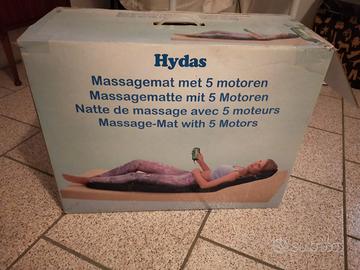 Hydas
Massagemat met 5 motoren
Massagematte mit 5 Motoren
Natte de massage avec 5 moteurs
Massage-Mat with 5 Motors
subito